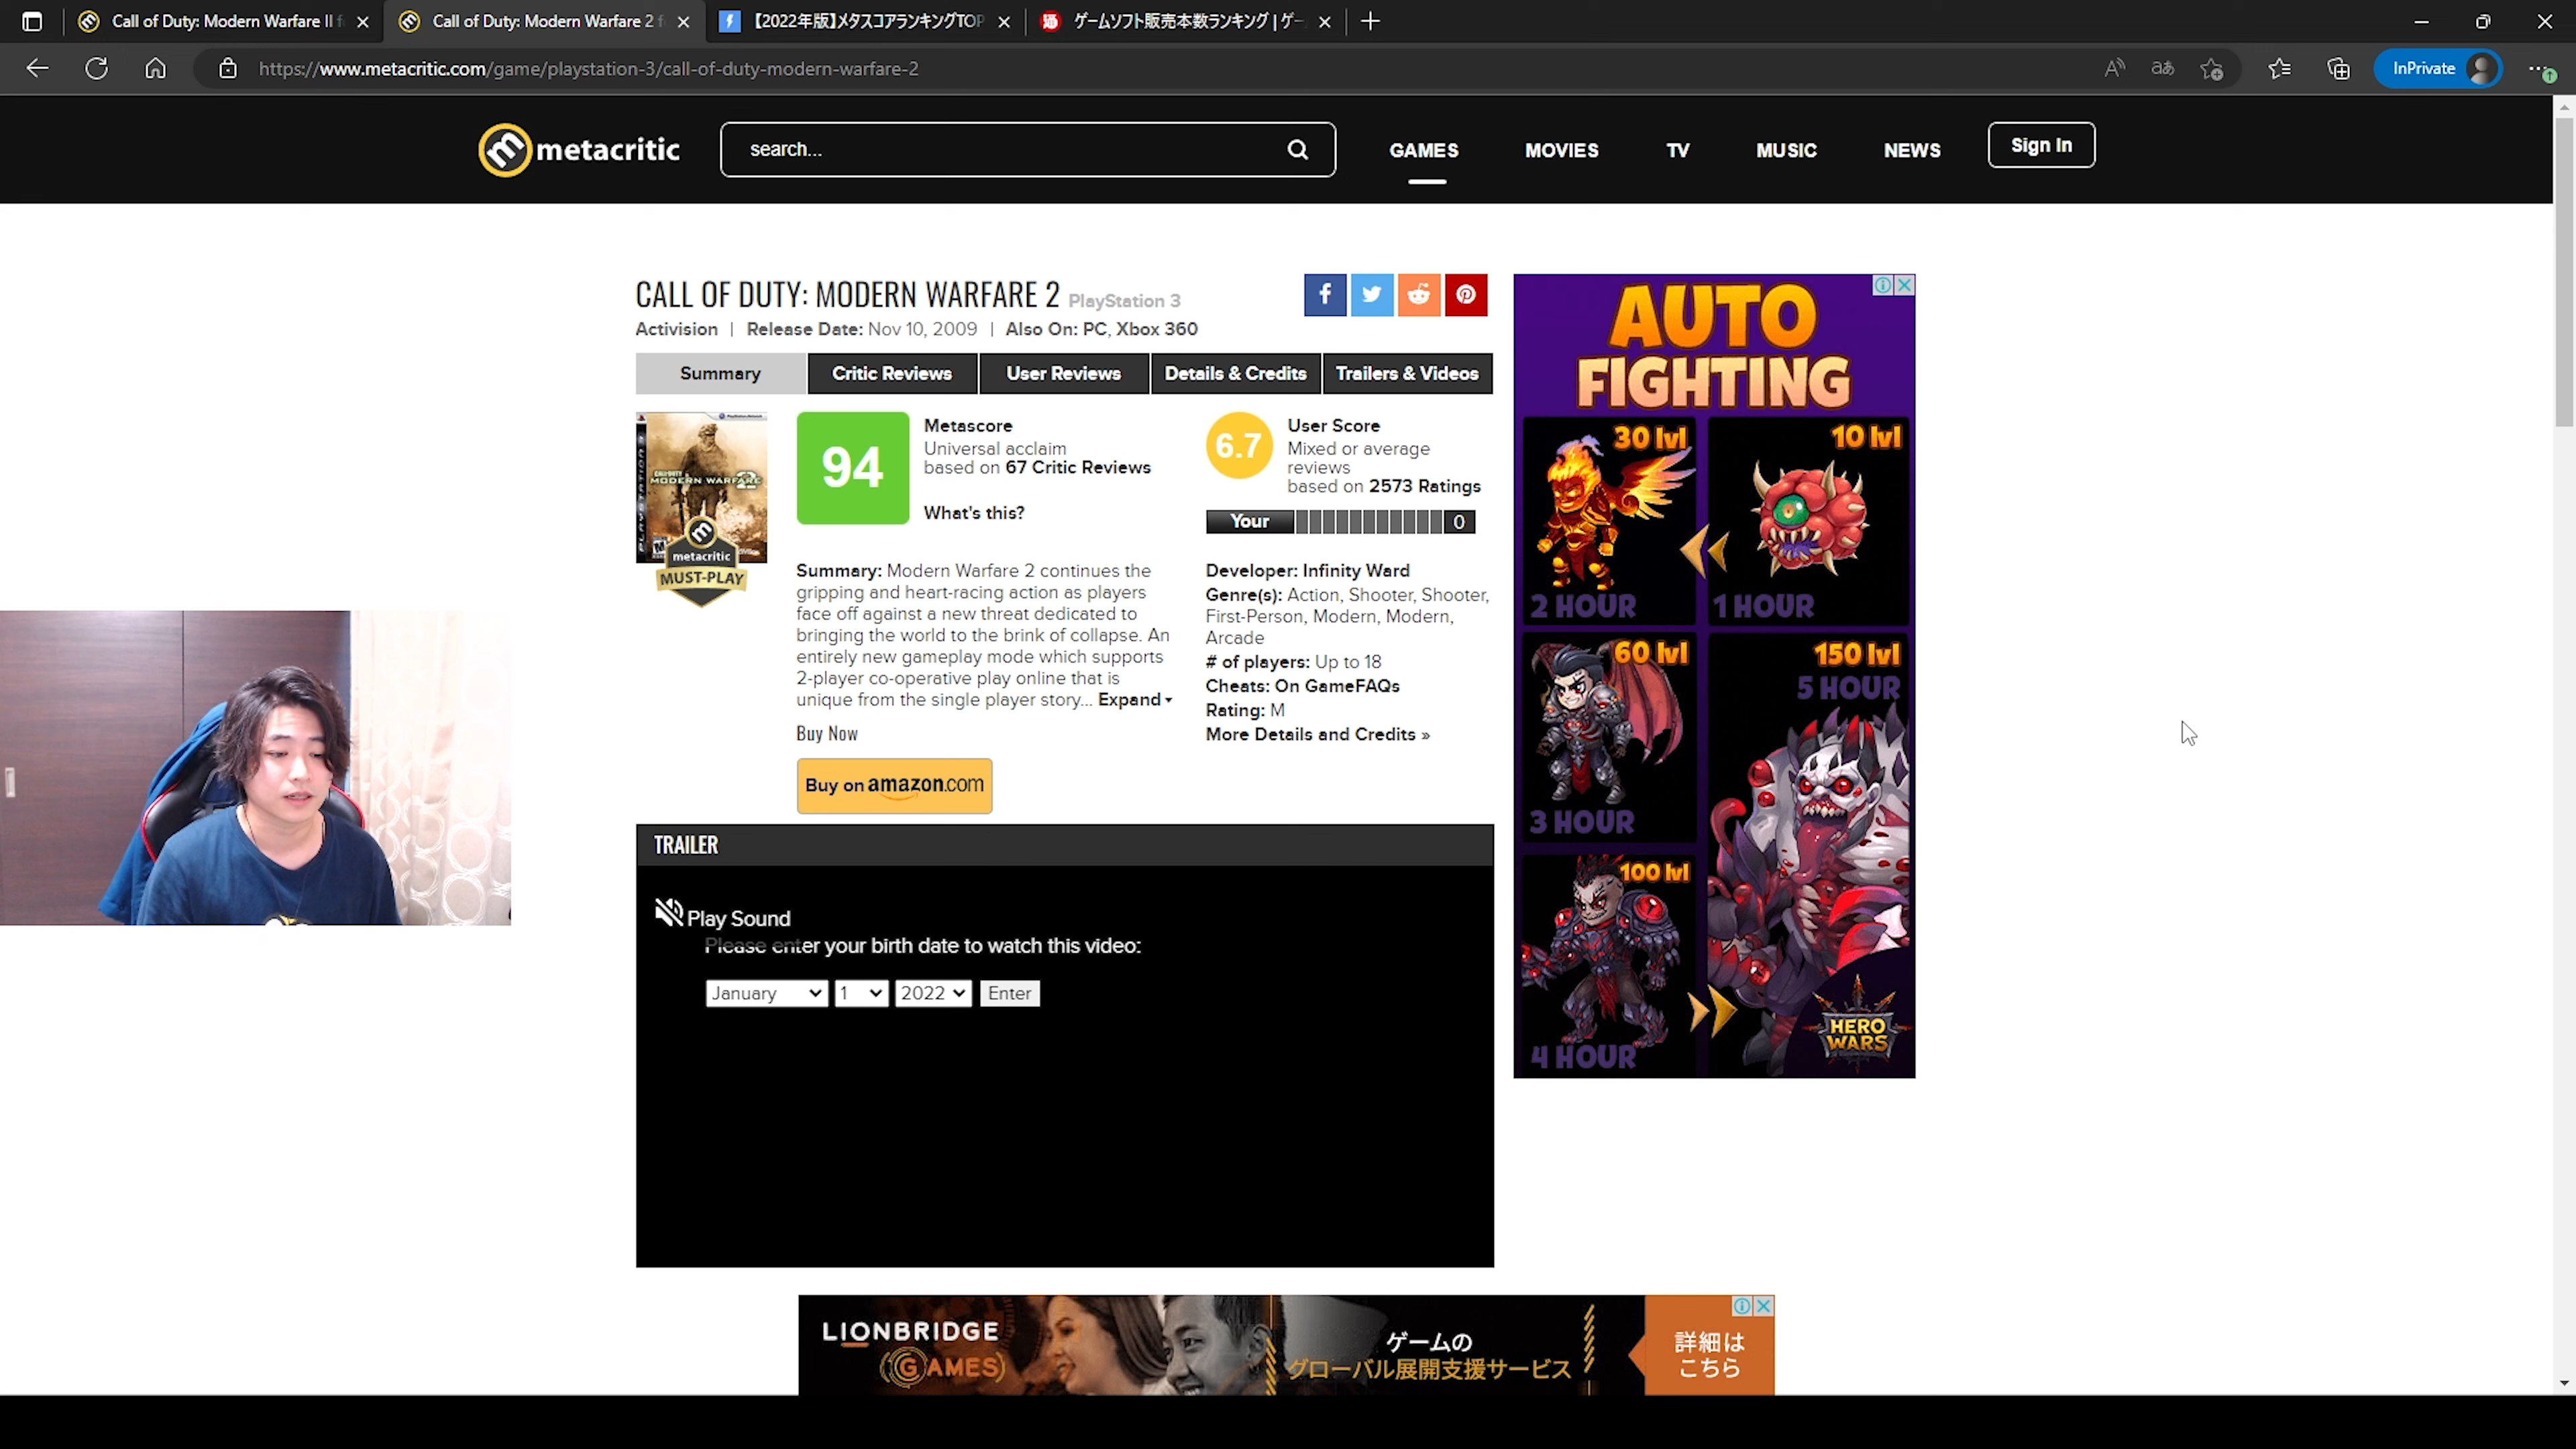 Call of Duty: Modern Warfare II f
Call of Duty: Modern Warfare 2 f
【2022年版】メタスコアランキングTOP
ゲームソフト販売本数ランキング | ゲー
https://www.metacritic.com/game/playstation-3/call-of-duty-modern-warfare-2
InPrivate
metacritic
search...
GAMES
MOVIES
TV
MUSIC
NEWS
Sign In
CALL OF DUTY: MODERN WARFARE 2 PlayStation 3
Activision | Release Date: Nov 10, 2009 | Also On: PC, Xbox 360
Summary
Critic Reviews
User Reviews
Details & Credits
Trailers & Videos
MODERN WARFARE 2
metacritic
MUST-PLAY
94
Metascore
Universal acclaim
based on 67 Critic Reviews
What's this?
6.7
User Score
Mixed or average
reviews
based on 2573 Ratings
Your
0
Summary: Modern Warfare 2 continues the
gripping and heart-racing action as players
face off against a new threat dedicated to
bringing the world to the brink of collapse. An
entirely new gameplay mode which supports
2-player co-operative play online that is
unique from the single player story... Expand
Buy Now
Buy on amazon.com
Developer: Infinity Ward
Genre(s): Action, Shooter, Shooter,
First-Person, Modern, Modern,
Arcade
# of players: Up to 18
Cheats: On GameFAQs
Rating: M
More Details and Credits »
TRAILER
Play Sound
Please enter your birth date to watch this video:
January
1
2022
Enter
AUTO
FIGHTING
30 lvl
2 HOUR
10 lvl
1 HOUR
60 lvl
3 HOUR
150 lvl
5 HOUR
100 lvl
4 HOUR
HERO
WARS
LIONBRIDGE
GAMES
ゲームの
グローバル展開支援サービス
詳細は
こちら